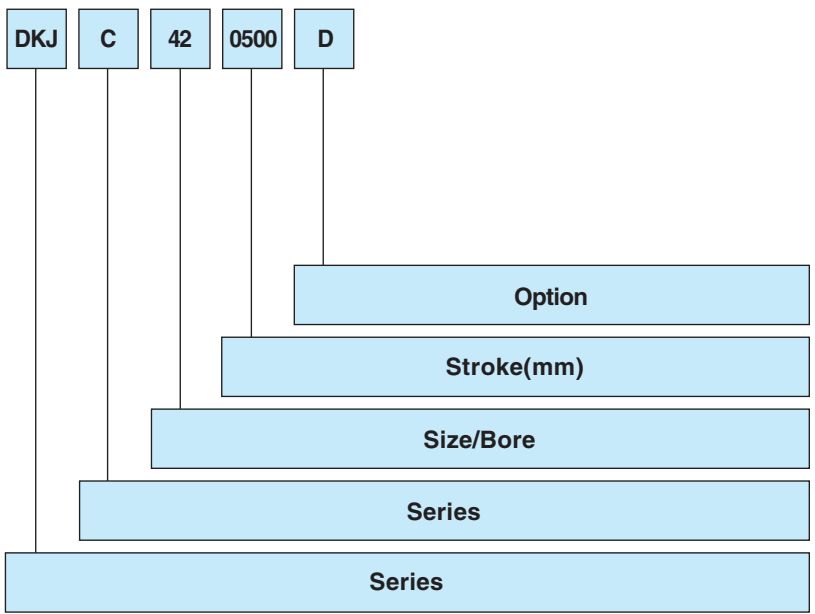 DKJ C 42 0500 D
Option
Stroke(mm)
Size/Bore
Series
Series